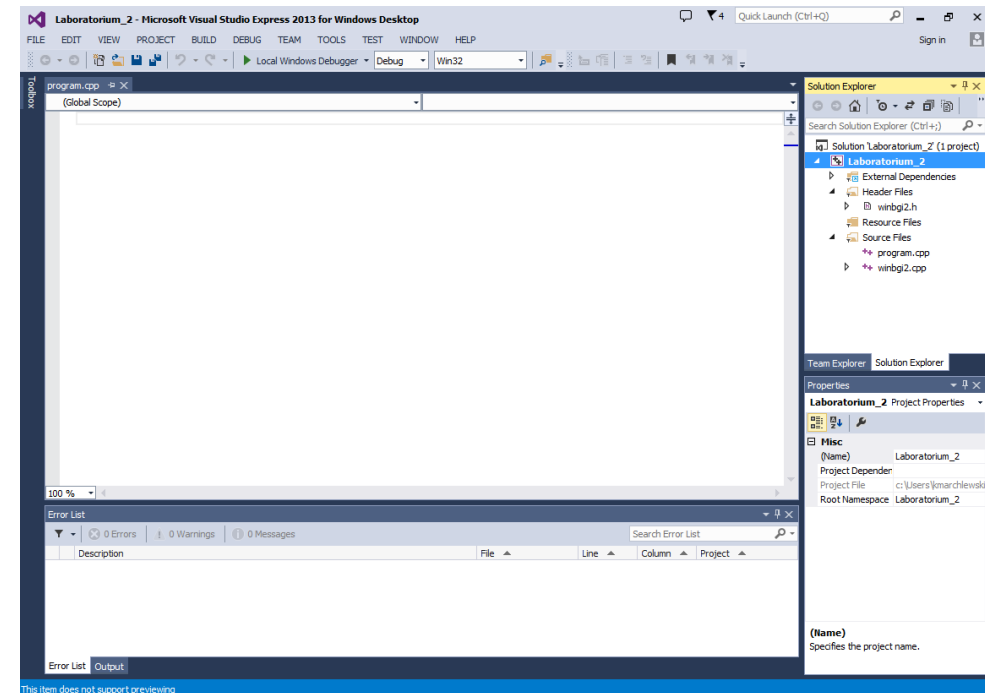 Laboratorium_2 - Microsoft Visual Studio Express 2013 for Windows Desktop
4 Quick Launch (Ctrl+Q)
FILE EDIT VIEW PROJECT BUILD DEBUG TEAM TOOLS TEST WINDOW HELP
Sign in
Local Windows Debugger Debug Win32
Toolbox
program.cpp
(Global Scope)
100 %
Error List
0 Errors 0 Warnings 0 Messages
Search Error List
Description File Line Column Project
Error List Output
Solution Explorer
Search Solution Explorer (Ctrl+;)
Solution 'Laboratorium_2' (1 project)
Laboratorium_2
External Dependencies
Header Files
winbgi2.h
Resource Files
Source Files
++ program.cpp
++ winbgi2.cpp
Team Explorer Solution Explorer
Properties
Laboratorium_2 Project Properties
Misc
(Name) Laboratorium_2
Project Dependen
Project File c:\Users\kmarchlewski
Root Namespace Laboratorium_2
(Name)
Specifies the project name.
This item does not support previewing